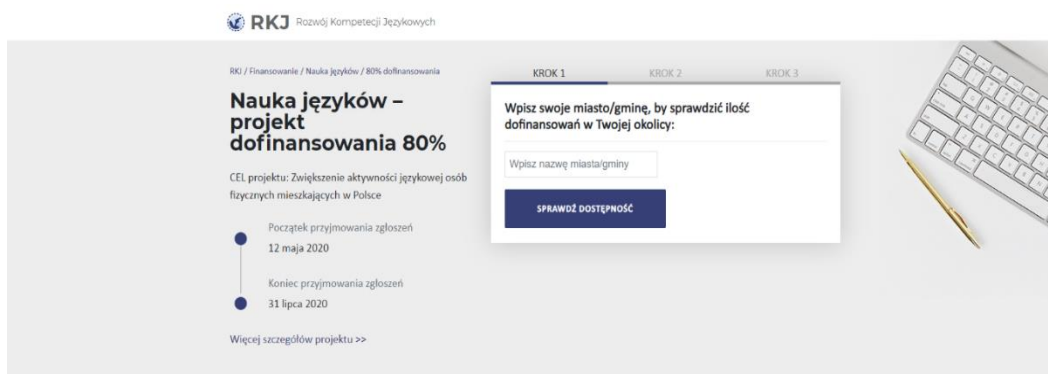 RKJ Rozwój Kompetecji Językowych
RKJ / Finansowanie / Nauka języków / 80% dofinansowania
Nauka języków –
projekt
dofinansowania 80%
CEL projektu: Zwiększenie aktywności językowej osób
fizycznych mieszkających w Polsce
Początek przyjmowania zgłoszeń
12 maja 2020
Koniec przyjmowania zgłoszeń
31 lipca 2020
Więcej szczegółów projektu >>
KROK 1 KROK 2 KROK 3
Wpisz swoje miasto/gminę, by sprawdzić ilość
dofinansowań w Twojej okolicy:
Wpisz nazwę miasta/gminy
SPRAWDŹ DOSTĘPNOŚĆ